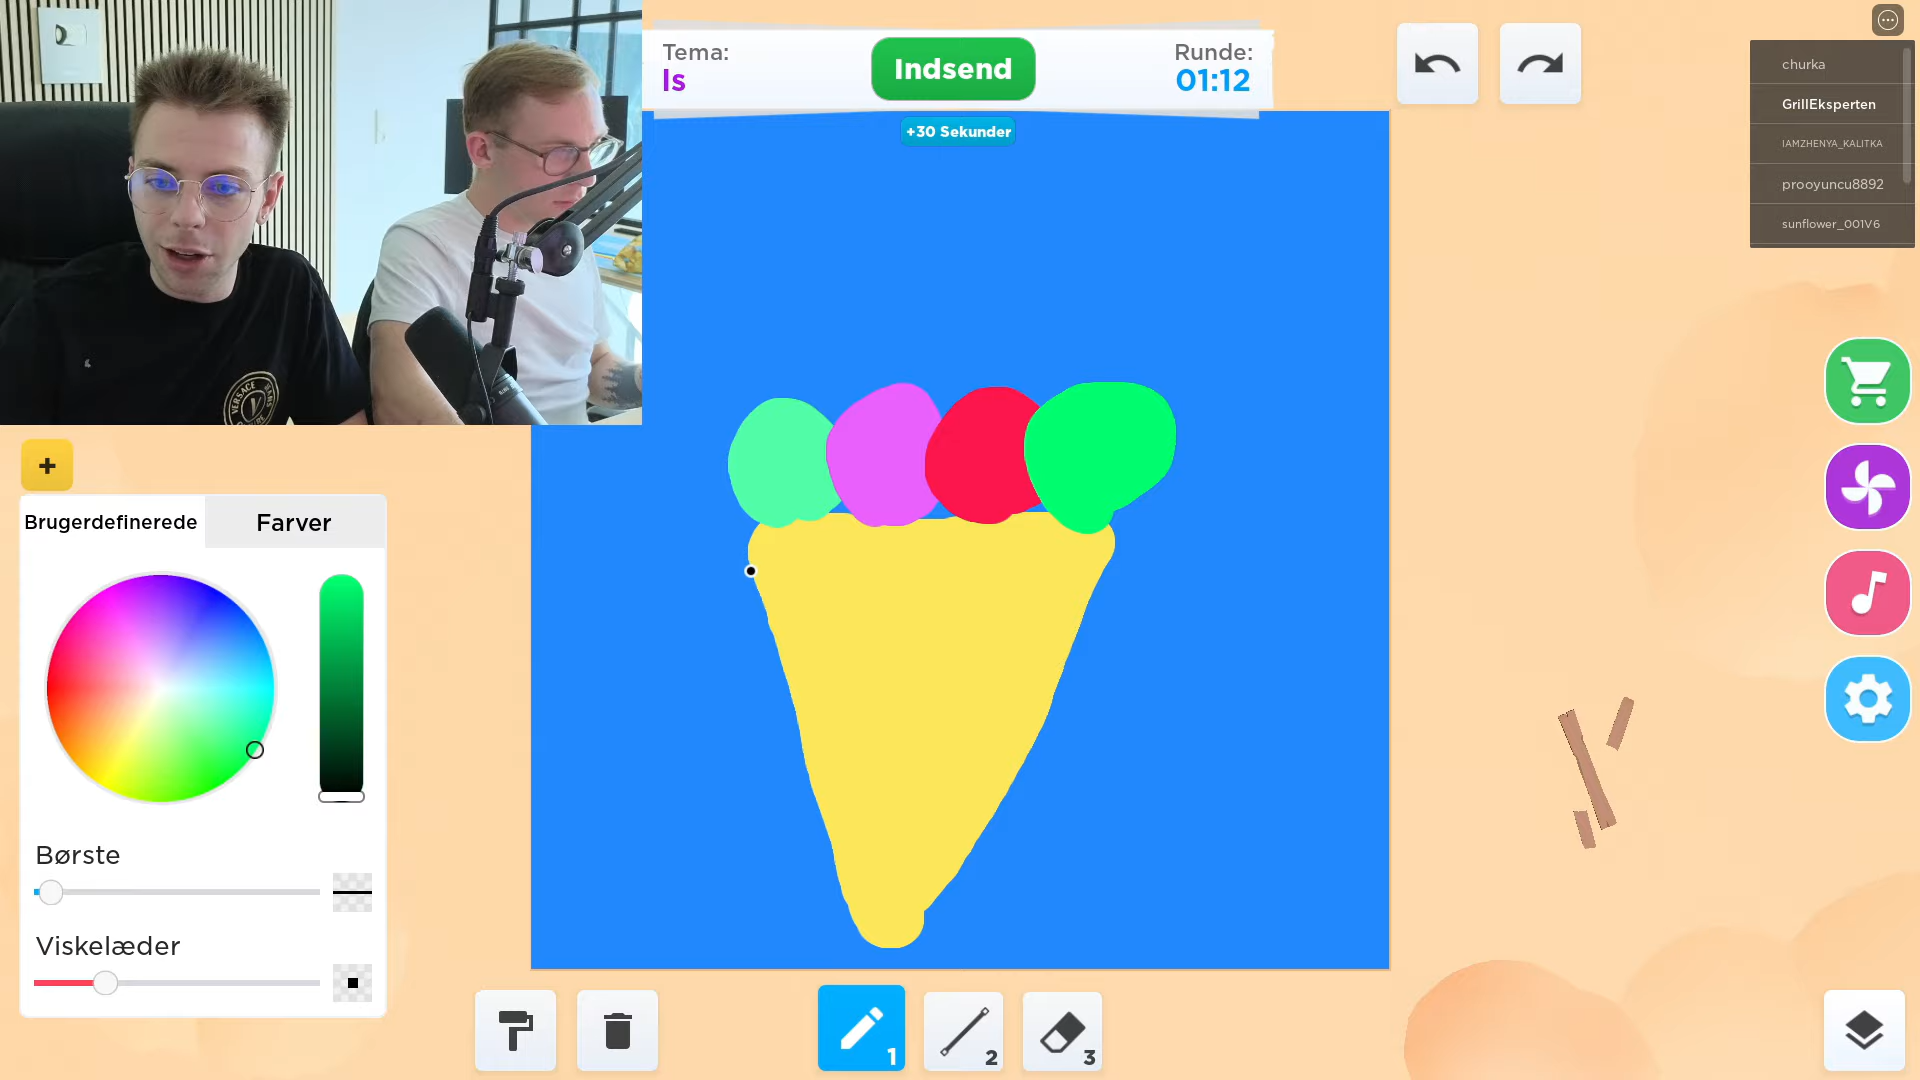 Tema:
Is
Indsend
Runde:
01:12
+30 Sekunder
churka
GrillEksperten
IAMZHENYA_KALITKA
prooyuncu8892
sunflower_001V6
VERSACE
V
+
Brugerdefinerede
Farver
Børste
Viskelæder
1
2
3